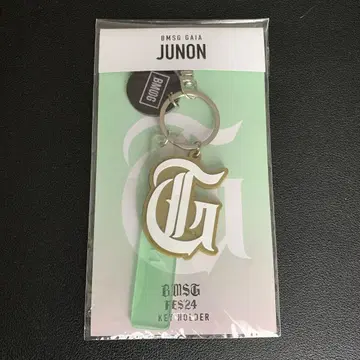 BMSG GAIA
JUNON
BMSG
G
BMSG
FES24
KEY HOLDER